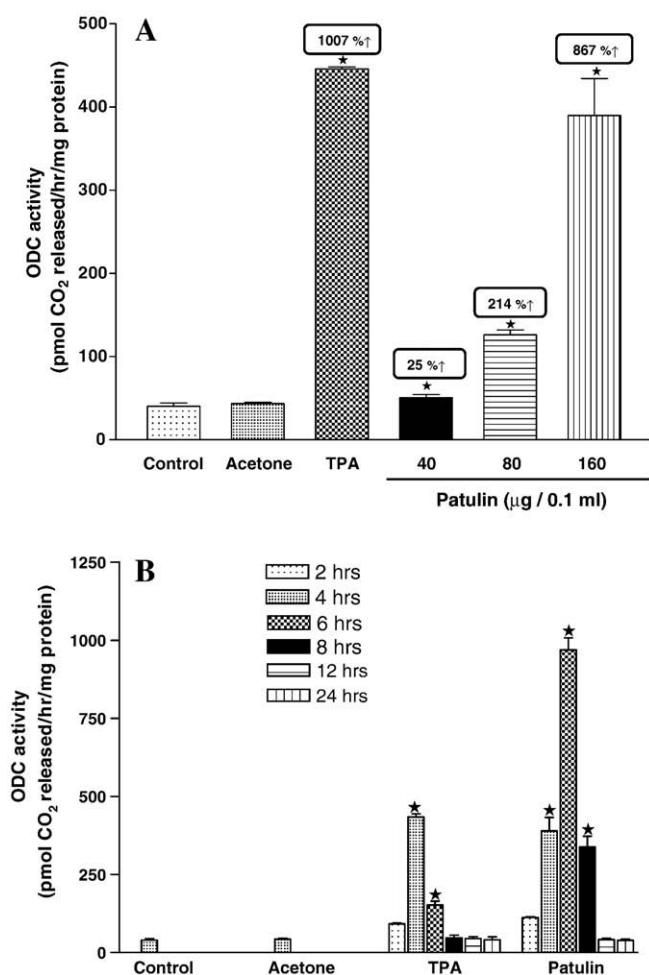 A
ODC activity
(pmol CO₂ released/hr/mg protein)
500
400
300
200
100
0
1007 %↑
★
25 %↑
★
214 %↑
★
867 %↑
★
Control Acetone TPA 40 80 160
Patulin (μg / 0.1 ml)
B
ODC activity
(pmol CO₂ released/hr/mg protein)
1250
1000
750
500
250
0
2 hrs
4 hrs
6 hrs
8 hrs
12 hrs
24 hrs
★
★
★
★
★
Control Acetone TPA Patulin